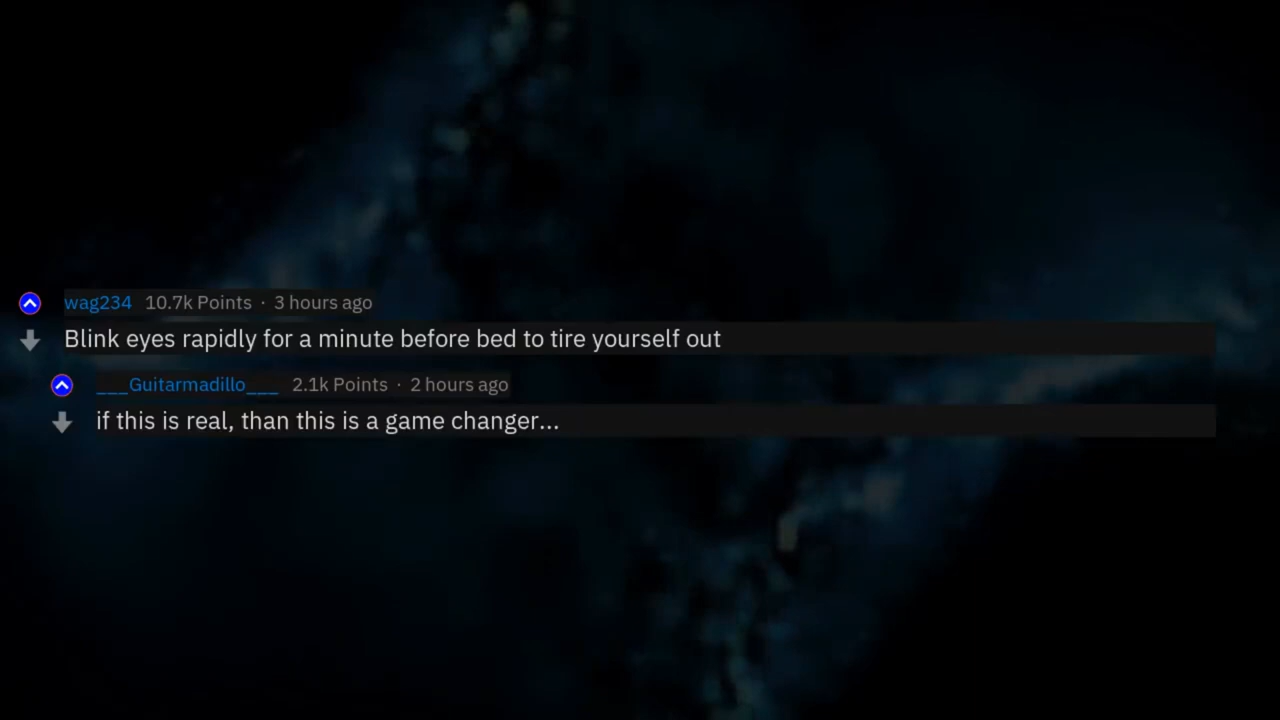 wag234 10.7k Points · 3 hours ago
Blink eyes rapidly for a minute before bed to tire yourself out
___Guitarmadillo___ 2.1k Points · 2 hours ago
if this is real, than this is a game changer...